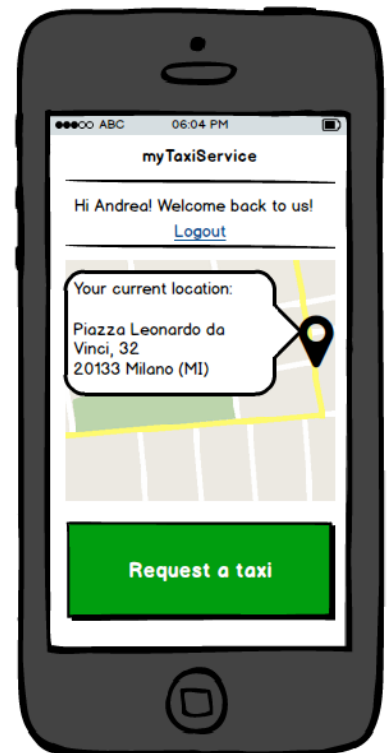 ABC 06:04 PM
myTaxiService
Hi Andrea! Welcome back to us!
Logout
Your current location:
Piazza Leonardo da
Vinci, 32
20133 Milano (MI)
Request a taxi